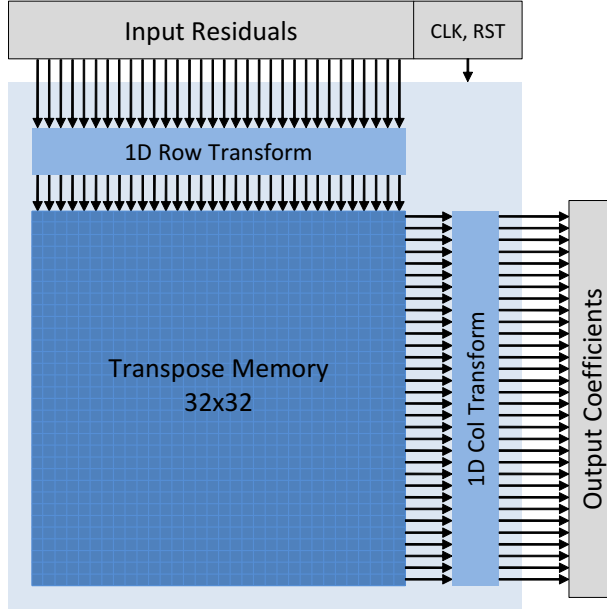 Input Residuals
CLK, RST
1D Row Transform
Transpose Memory
32x32
1D Col Transform
Output Coefficients